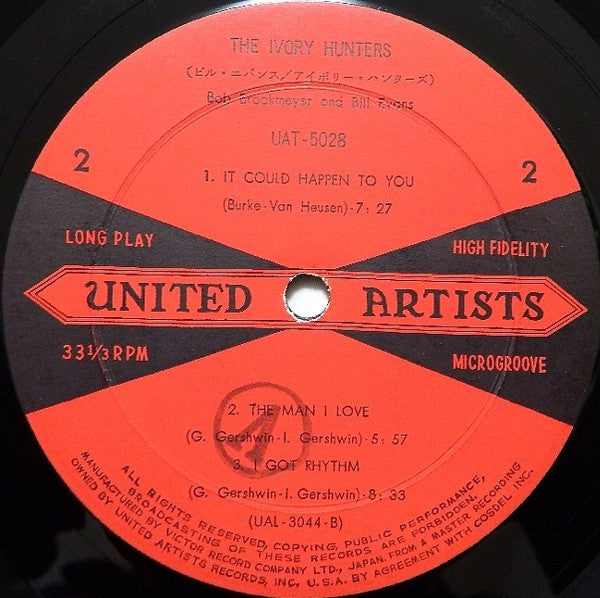 THE IVORY HUNTERS
(ビル・エバンス/アイボリー・ハンターズ)
Bob Brookmeyer and Bill Evans
UAT-5028
2 2
1. IT COULD HAPPEN TO YOU
(Burke-Van Heusen)-7:27
LONG PLAY HIGH FIDELITY
UNITED ARTISTS
33 1/3 RPM MICROGROOVE
2. THE MAN I LOVE
(G. Gershwin-I. Gershwin)-5:57
3. I GOT RHYTHM
(G. Gershwin-I. Gershwin)-8:33
(UAL-3044-B)
A
ALL RIGHTS RESERVED, COPYING, PUBLIC PERFORMANCE,
BROADCASTING OF THESE RECORDS ARE FORBIDDEN.
MANUFACTURED BY VICTOR RECORD COMPANY LTD., JAPAN. FROM A MASTER RECORDING
OWNED BY UNITED ARTISTS RECORDS, INC, U.S.A. BY AGREEMENT WITH COSDEL INC.